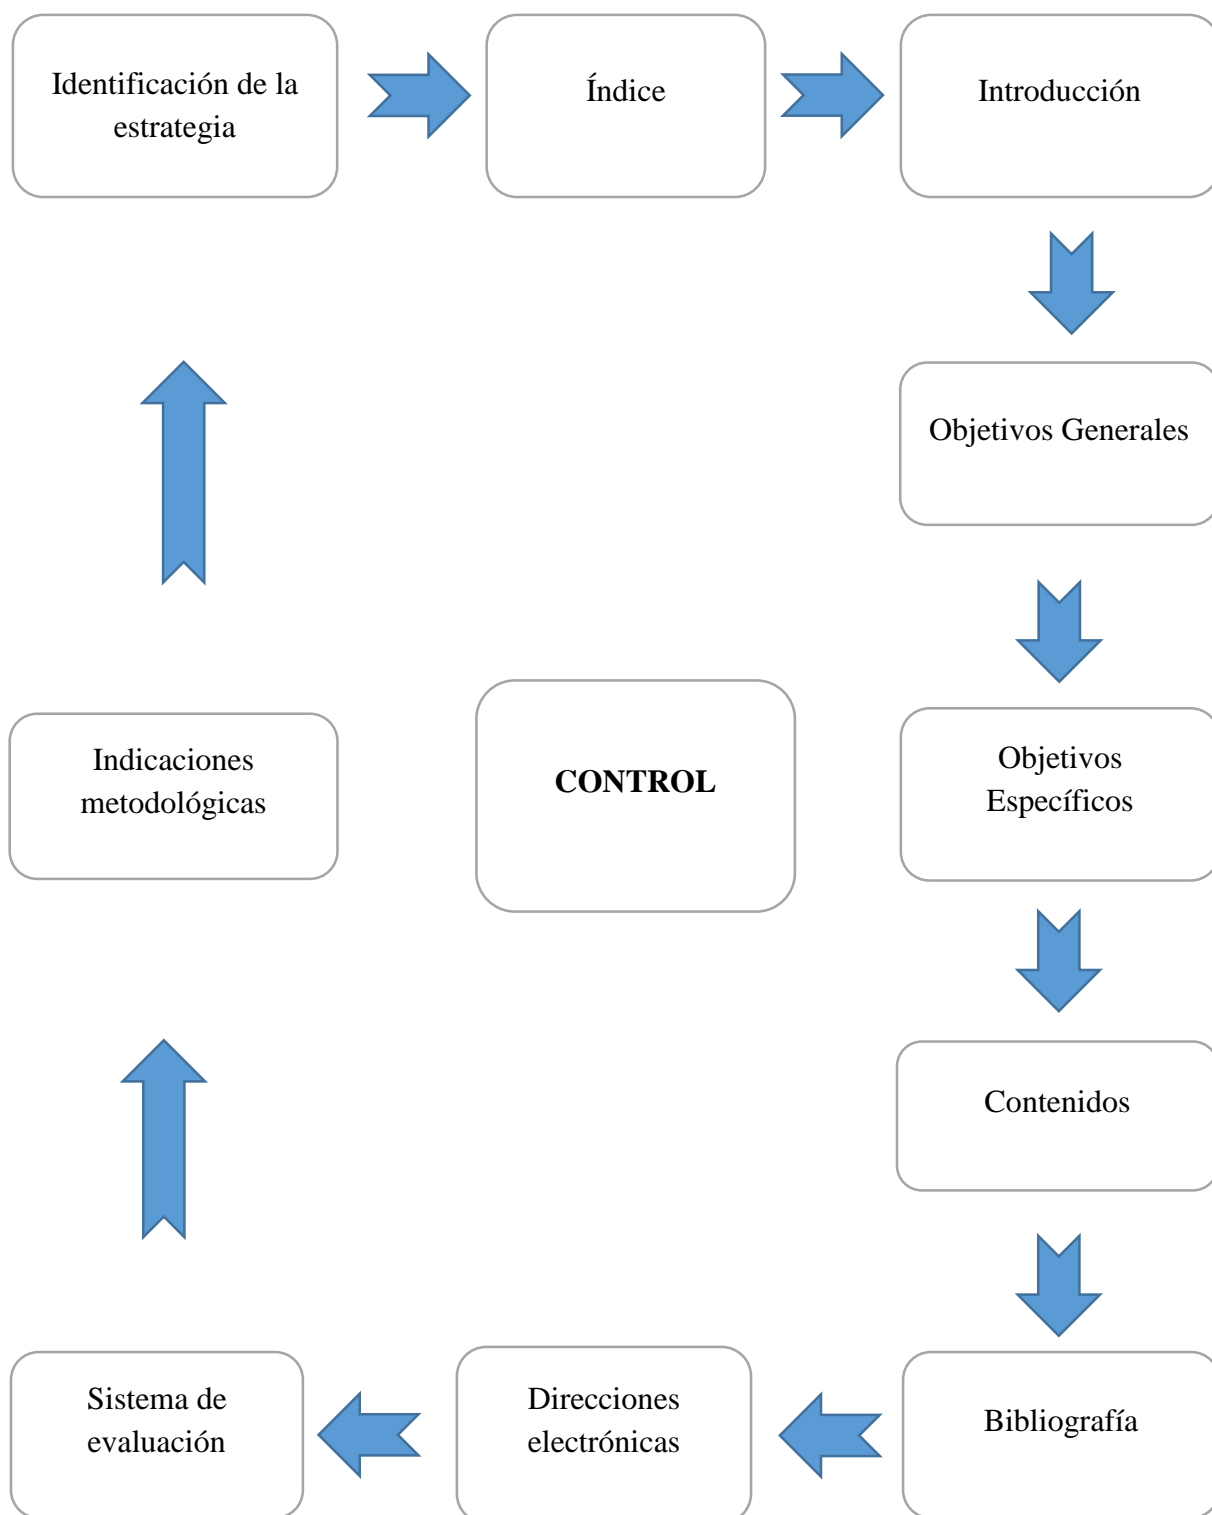 Identificación de la
estrategia
Índice
Introducción
Objetivos Generales
Objetivos
Específicos
Indicaciones
metodológicas
CONTROL
Contenidos
Bibliografía
Direcciones
electrónicas
Sistema de
evaluación